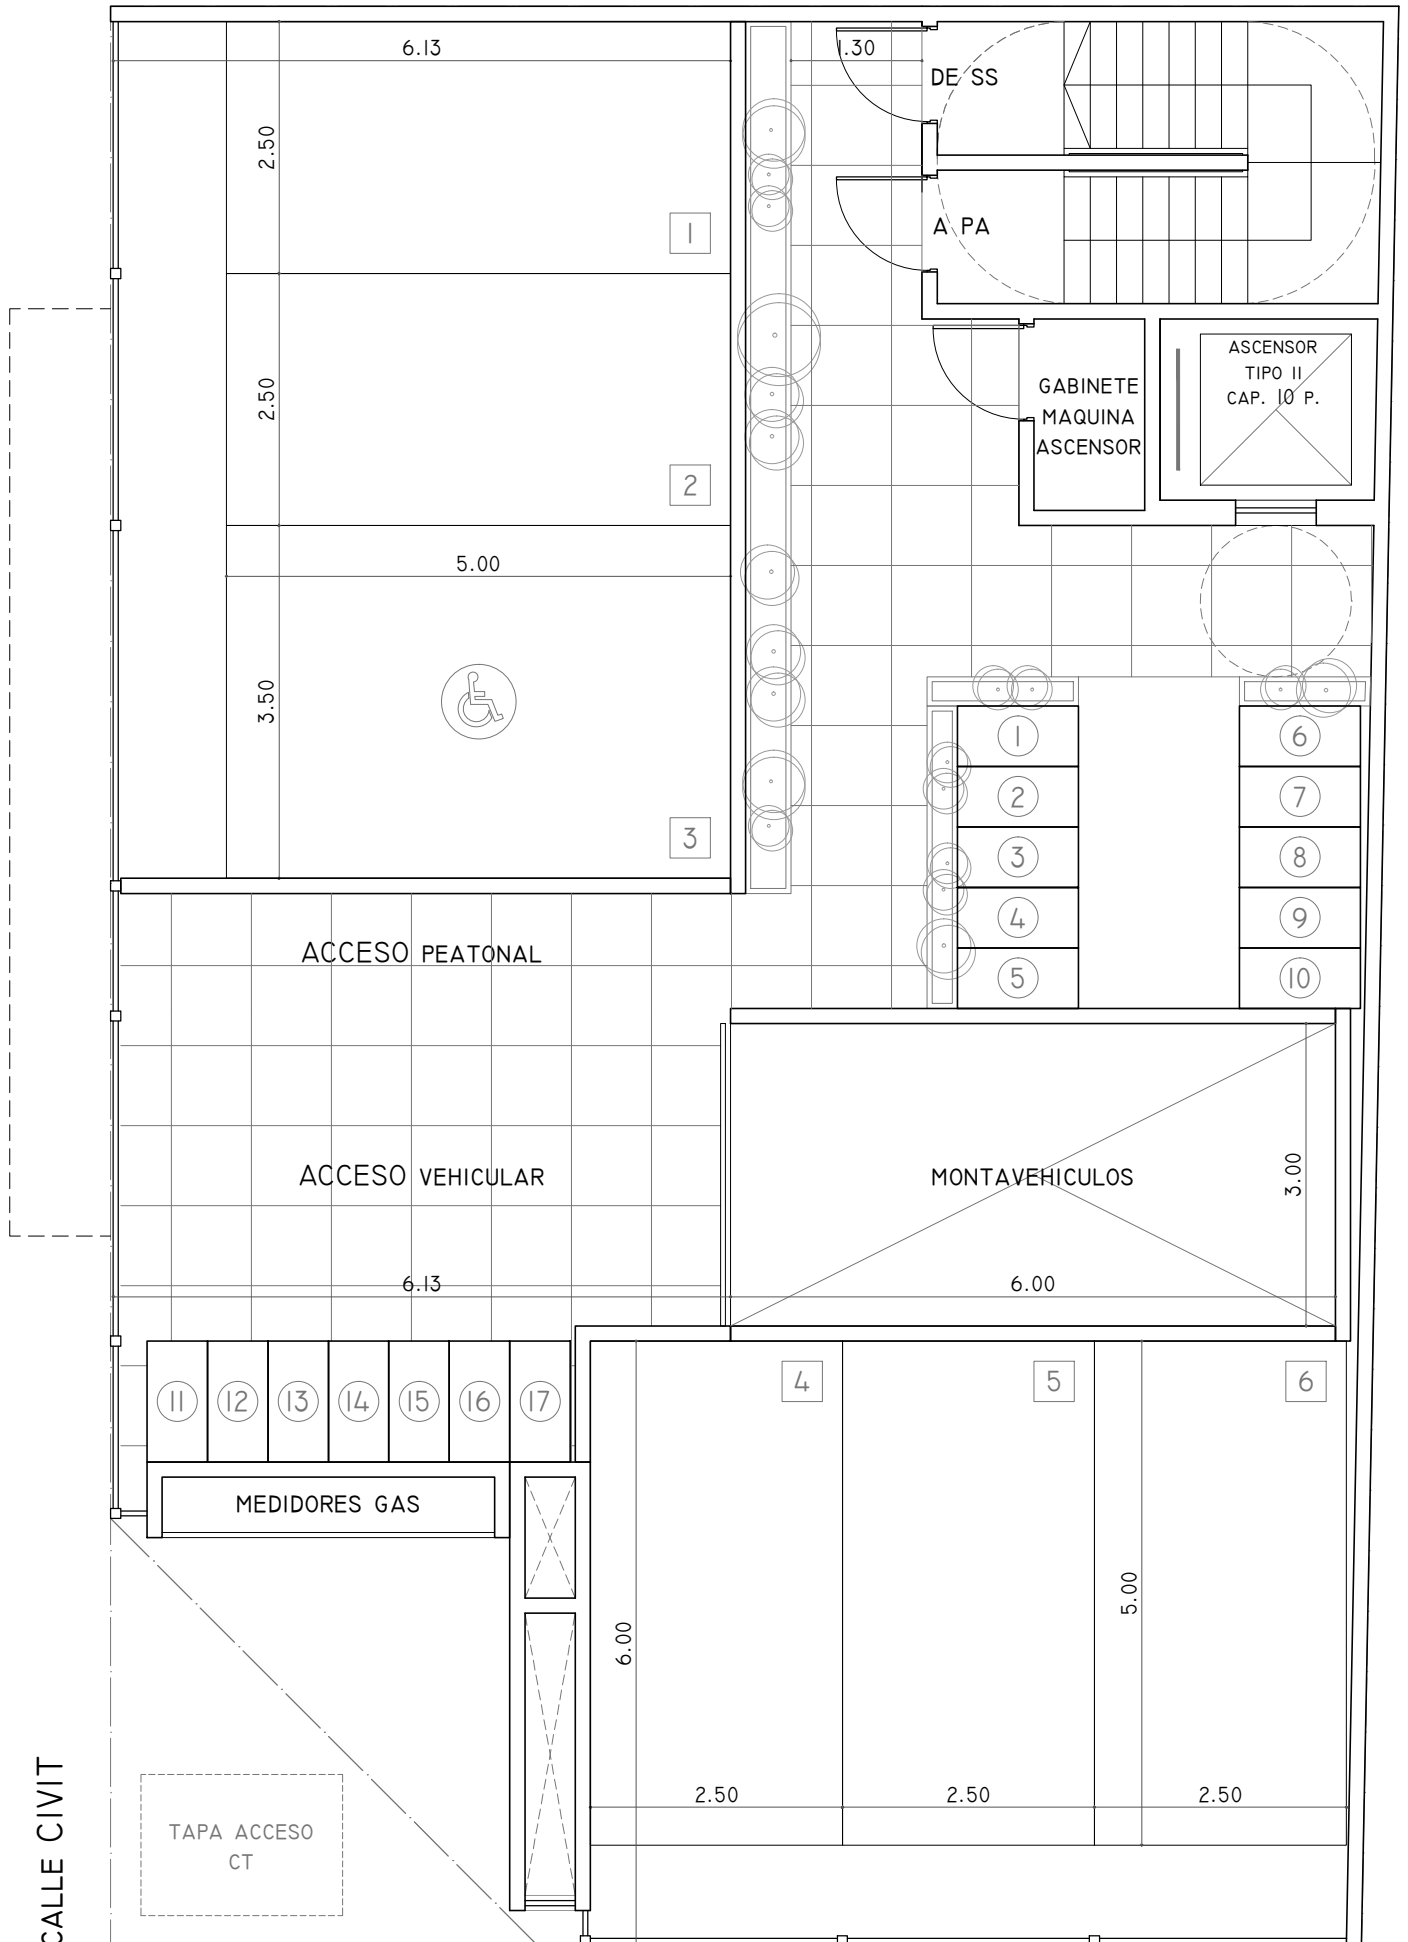 6.13
1.30
DE SS
2.50
1
A PA
ASCENSOR
TIPO II
CAP. 10 P.
GABINETE
MAQUINA
ASCENSOR
2.50
2
5.00
3.50
3
1
2
3
4
5
6
7
8
9
10
ACCESO PEATONAL
ACCESO VEHICULAR
MONTAVEHICULOS
3.00
6.13
6.00
11
12
13
14
15
16
17
4
5
6
MEDIDORES GAS
6.00
5.00
2.50
2.50
2.50
TAPA ACCESO
CT
CALLE CIVIT